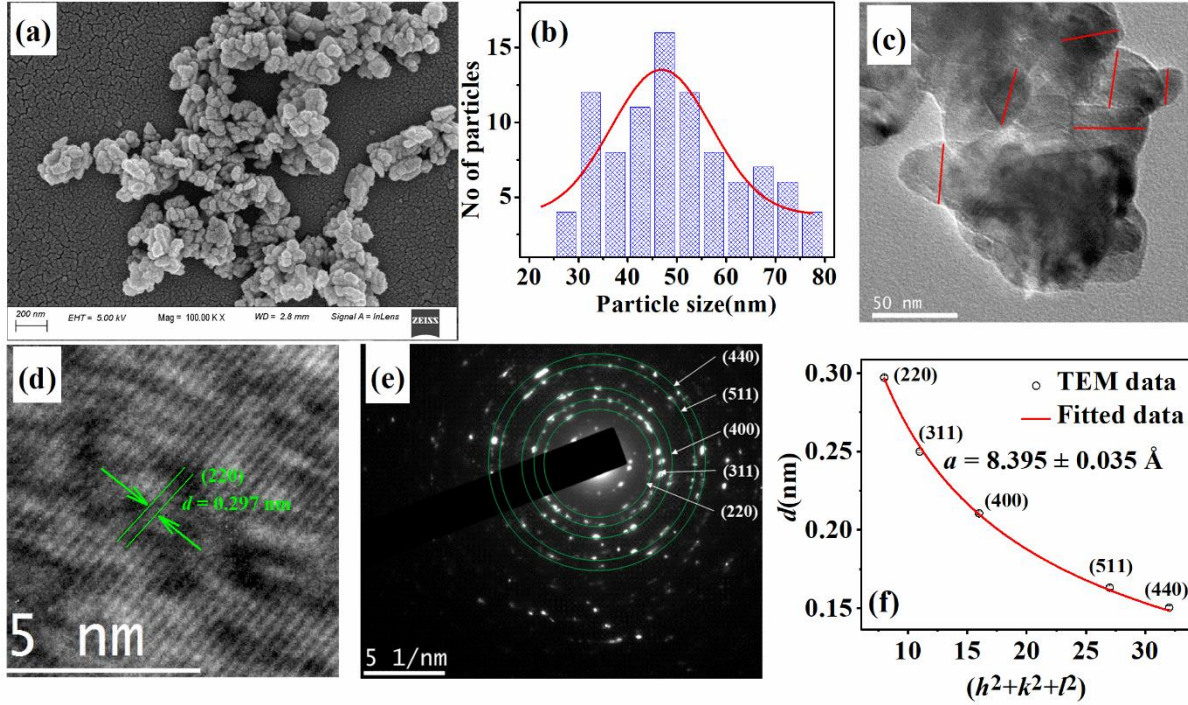 (a)
200 nm
EHT = 5.00 kV
Mag = 100.00 K X
WD = 2.8 mm
Signal A = InLens
ZEISS
(b)
No of particles
15
10
5
20 30 40 50 60 70 80
Particle size(nm)
(c)
50 nm
(d)
(220)
d = 0.297 nm
5 nm
(e)
(440)
(511)
(400)
(311)
(220)
5 1/nm
0.30
0.25
0.20
0.15
d(nm)
(220)
TEM data
Fitted data
(311)
a = 8.395 ± 0.035 Å
(400)
(511)
(440)
(f)
10 15 20 25 30
(h²+k²+l²)